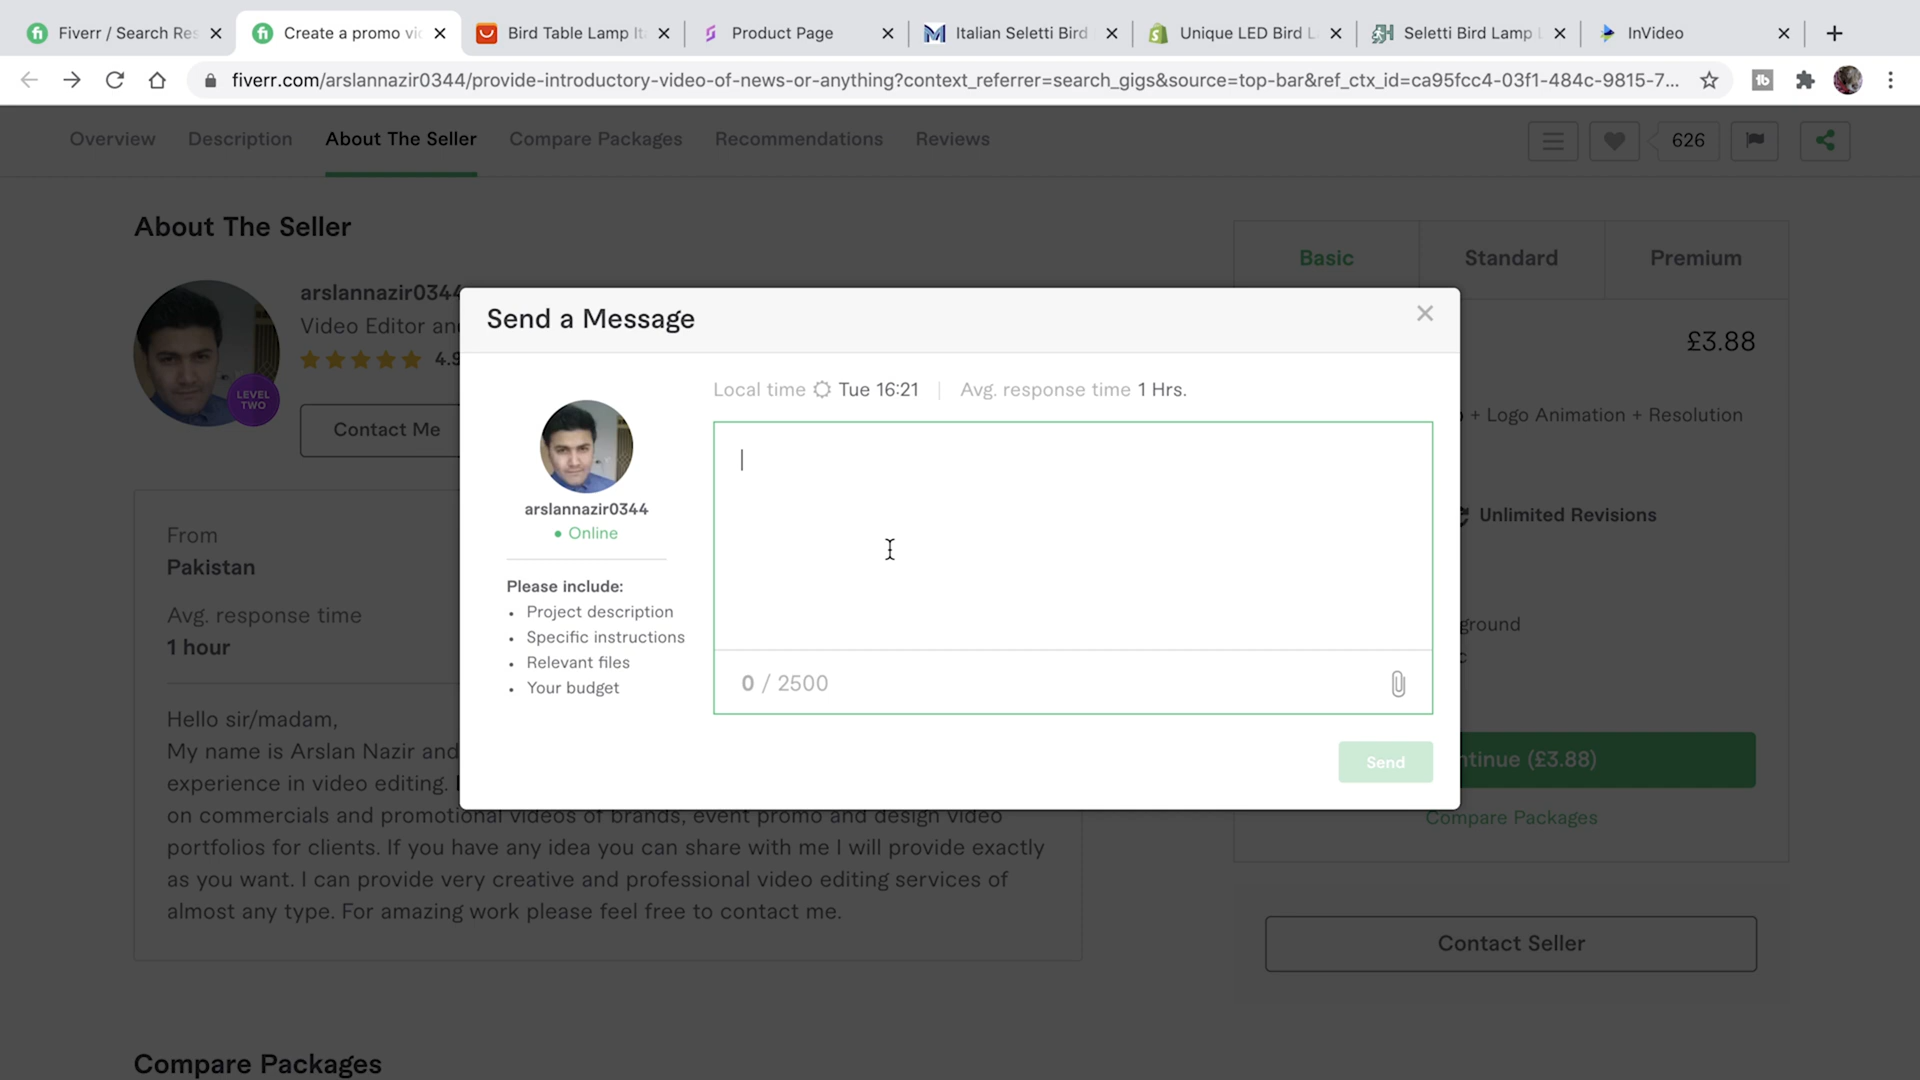 Fiverr / Search Res
Create a promo vi
Bird Table Lamp It
Product Page
Italian Seletti Bird
Unique LED Bird L
Seletti Bird Lamp
InVideo
fiverr.com/arslannazir0344/provide-introductory-video-of-news-or-anything?context_referrer=search_gigs&source=top-bar&ref_ctx_id=ca95fcc4-03f1-484c-9815-7...
Overview
Description
About The Seller
Compare Packages
Recommendations
Reviews
626
About The Seller
Basic
Standard
Premium
arslannazir0344
Video Editor an
4.9
LEVEL TWO
Contact Me
£3.88
+ Logo Animation + Resolution
Unlimited Revisions
ground
ntinue (£3.88)
Compare Packages
Contact Seller
Send a Message
Local time Tue 16:21
Avg. response time 1 Hrs.
arslannazir0344
• Online
Please include:
• Project description
• Specific instructions
• Relevant files
• Your budget
0 / 2500
Send
From
Pakistan
Avg. response time
1 hour
Hello sir/madam,
My name is Arslan Nazir and
experience in video editing.
on commercials and promotional videos of brands, event promo and design video
portfolios for clients. If you have any idea you can share with me I will provide exactly
as you want. I can provide very creative and professional video editing services of
almost any type. For amazing work please feel free to contact me.
Compare Packages